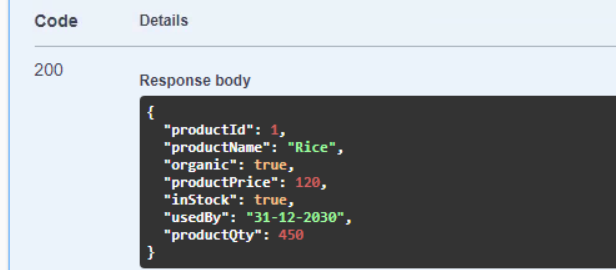 Code Details
200
Response body
{
  "productId": 1,
  "productName": "Rice",
  "organic": true,
  "productPrice": 120,
  "inStock": true,
  "usedBy": "31-12-2030",
  "productQty": 450
}